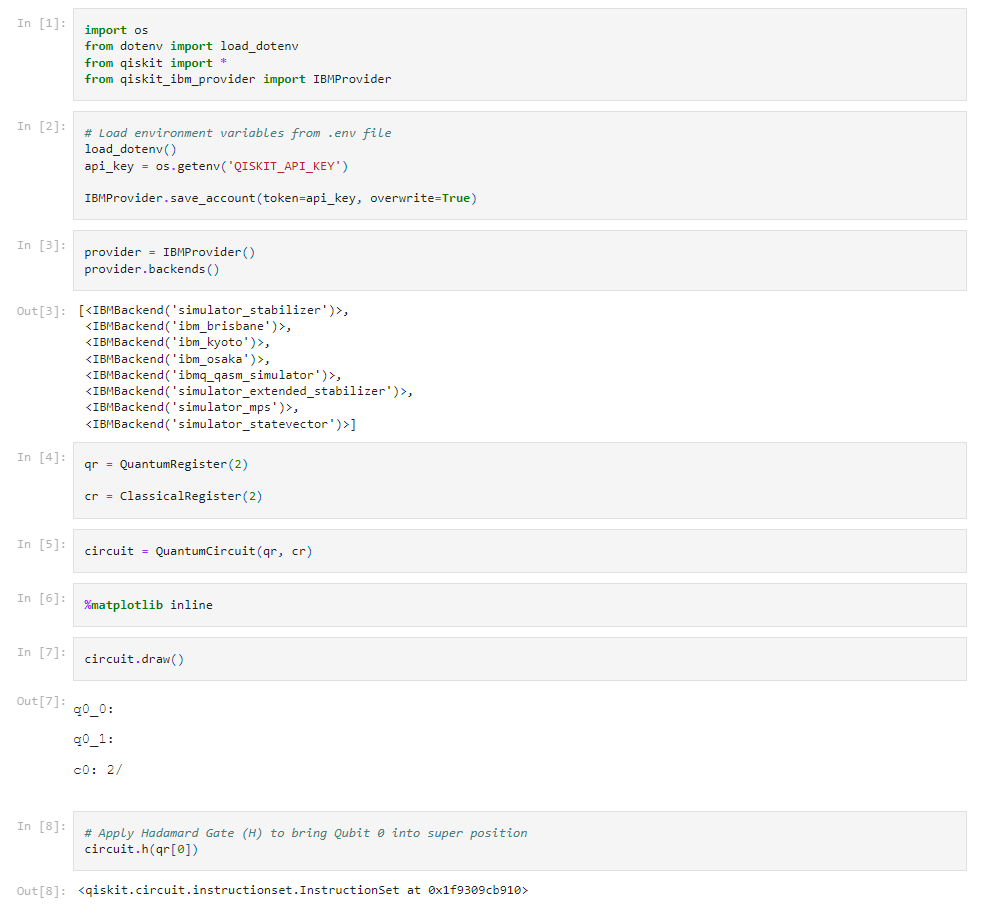 In [1]:
import os
from dotenv import load_dotenv
from qiskit import *
from qiskit_ibm_provider import IBMProvider
In [2]:
# Load environment variables from .env file
load_dotenv()
api_key = os.getenv('QISKIT_API_KEY')
IBMProvider.save_account(token=api_key, overwrite=True)
In [3]:
provider = IBMProvider()
provider.backends()
Out[3]:
[<IBMBackend('simulator_stabilizer')>,
<IBMBackend('ibm_brisbane')>,
<IBMBackend('ibm_kyoto')>,
<IBMBackend('ibm_osaka')>,
<IBMBackend('ibmq_qasm_simulator')>,
<IBMBackend('simulator_extended_stabilizer')>,
<IBMBackend('simulator_mps')>,
<IBMBackend('simulator_statevector')>]
In [4]:
qr = QuantumRegister(2)
cr = ClassicalRegister(2)
In [5]:
circuit = QuantumCircuit(qr, cr)
In [6]:
%matplotlib inline
In [7]:
circuit.draw()
Out[7]:
q0_0:
q0_1:
c0: 2/
In [8]:
# Apply Hadamard Gate (H) to bring Qubit 0 into super position
circuit.h(qr[0])
Out[8]:
<qiskit.circuit.instructionset.InstructionSet at 0x1f9309cb910>